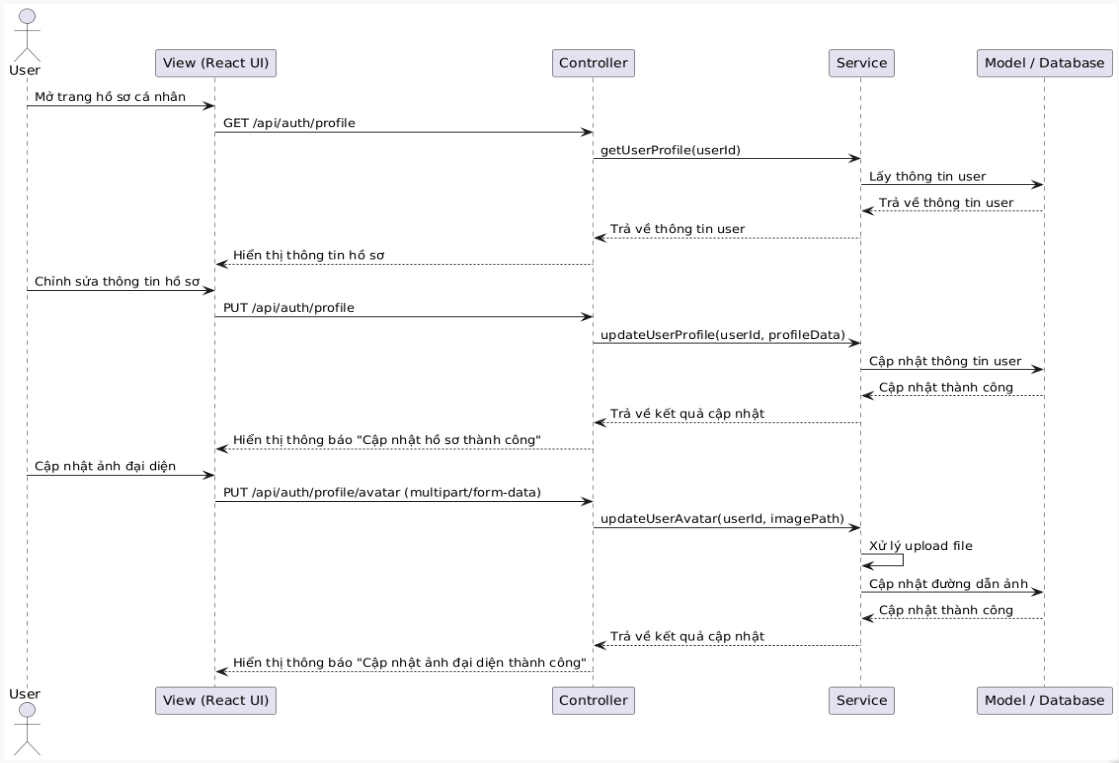 User
View (React UI)
Controller
Service
Model / Database
Mở trang hồ sơ cá nhân
GET /api/auth/profile
getUserProfile(userId)
Lấy thông tin user
Trả về thông tin user
Trả về thông tin user
Hiển thị thông tin hồ sơ
Chỉnh sửa thông tin hồ sơ
PUT /api/auth/profile
updateUserProfile(userId, profileData)
Cập nhật thông tin user
Cập nhật thành công
Trả về kết quả cập nhật
Hiển thị thông báo "Cập nhật hồ sơ thành công"
Cập nhật ảnh đại diện
PUT /api/auth/profile/avatar (multipart/form-data)
updateUserAvatar(userId, imagePath)
Xử lý upload file
Cập nhật đường dẫn ảnh
Cập nhật thành công
Trả về kết quả cập nhật
Hiển thị thông báo "Cập nhật ảnh đại diện thành công"
User
View (React UI)
Controller
Service
Model / Database